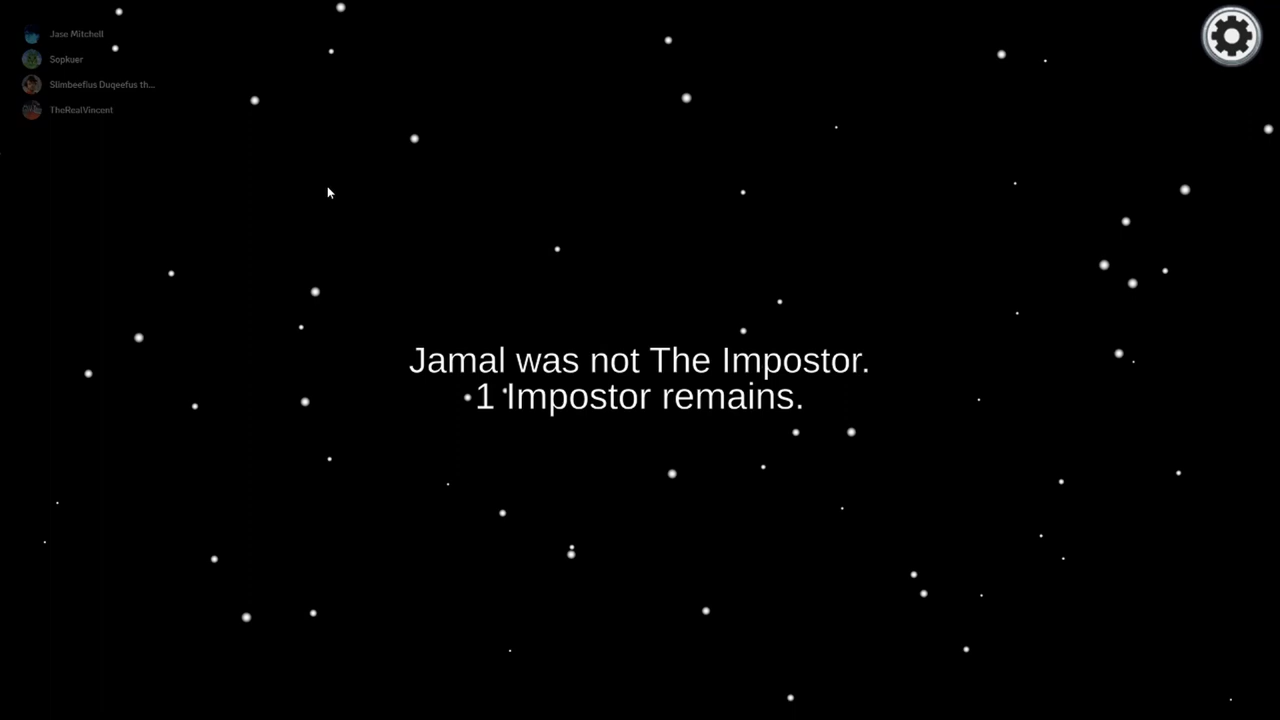 Jase Mitchell
Sopkuer
Slimbeefius Duqeefus th...
TheRealVincent
Jamal was not The Impostor.
1 Impostor remains.